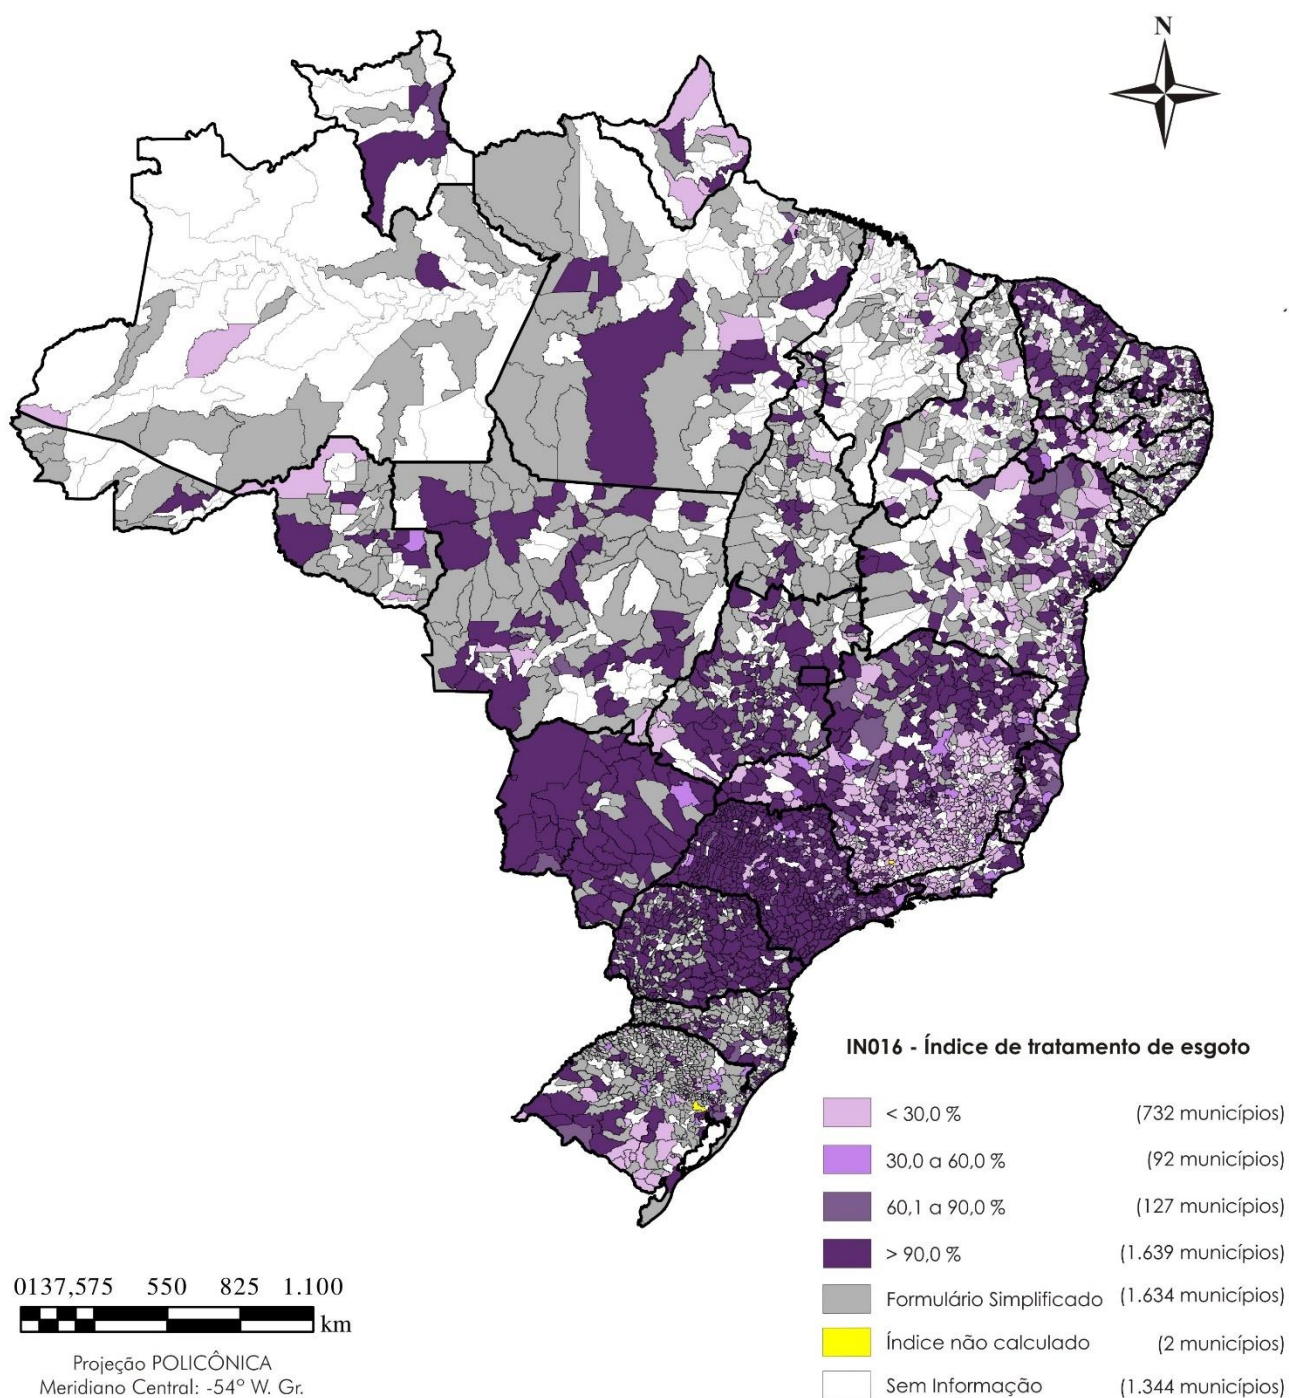 N
IN016 - Índice de tratamento de esgoto
< 30,0 % (732 municípios)
30,0 a 60,0 % (92 municípios)
60,1 a 90,0 % (127 municípios)
> 90,0 % (1.639 municípios)
Formulário Simplificado (1.634 municípios)
Índice não calculado (2 municípios)
Sem Informação (1.344 municípios)
0137,575 550 825 1.100
km
Projeção POLICÔNICA
Meridiano Central: -54° W. Gr.